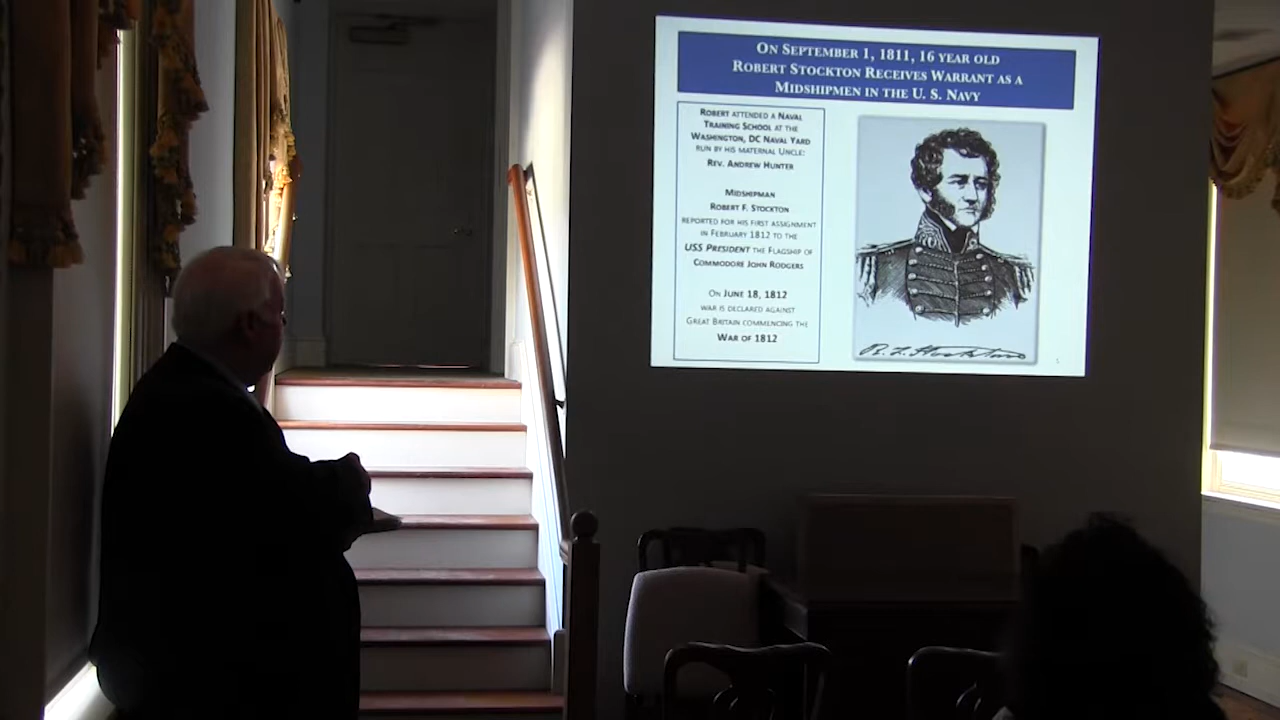 ON SEPTEMBER 1, 1811, 16 YEAR OLD
ROBERT STOCKTON RECEIVES WARRANT AS A
MIDSHIPMEN IN THE U. S. NAVY
ROBERT ATTENDED A NAVAL
TRAINING SCHOOL AT THE
WASHINGTON, DC NAVAL YARD
RUN BY HIS MATERNAL UNCLE:
REV. ANDREW HUNTER
MIDSHIPMAN
ROBERT F. STOCKTON
REPORTED FOR HIS FIRST ASSIGNMENT
IN FEBRUARY 1812 TO THE
USS PRESIDENT THE FLAGSHIP OF
COMMODORE JOHN RODGERS
ON JUNE 18, 1812
WAR IS DECLARED AGAINST
GREAT BRITAIN COMMENCING THE
WAR OF 1812
R. F. Stockton